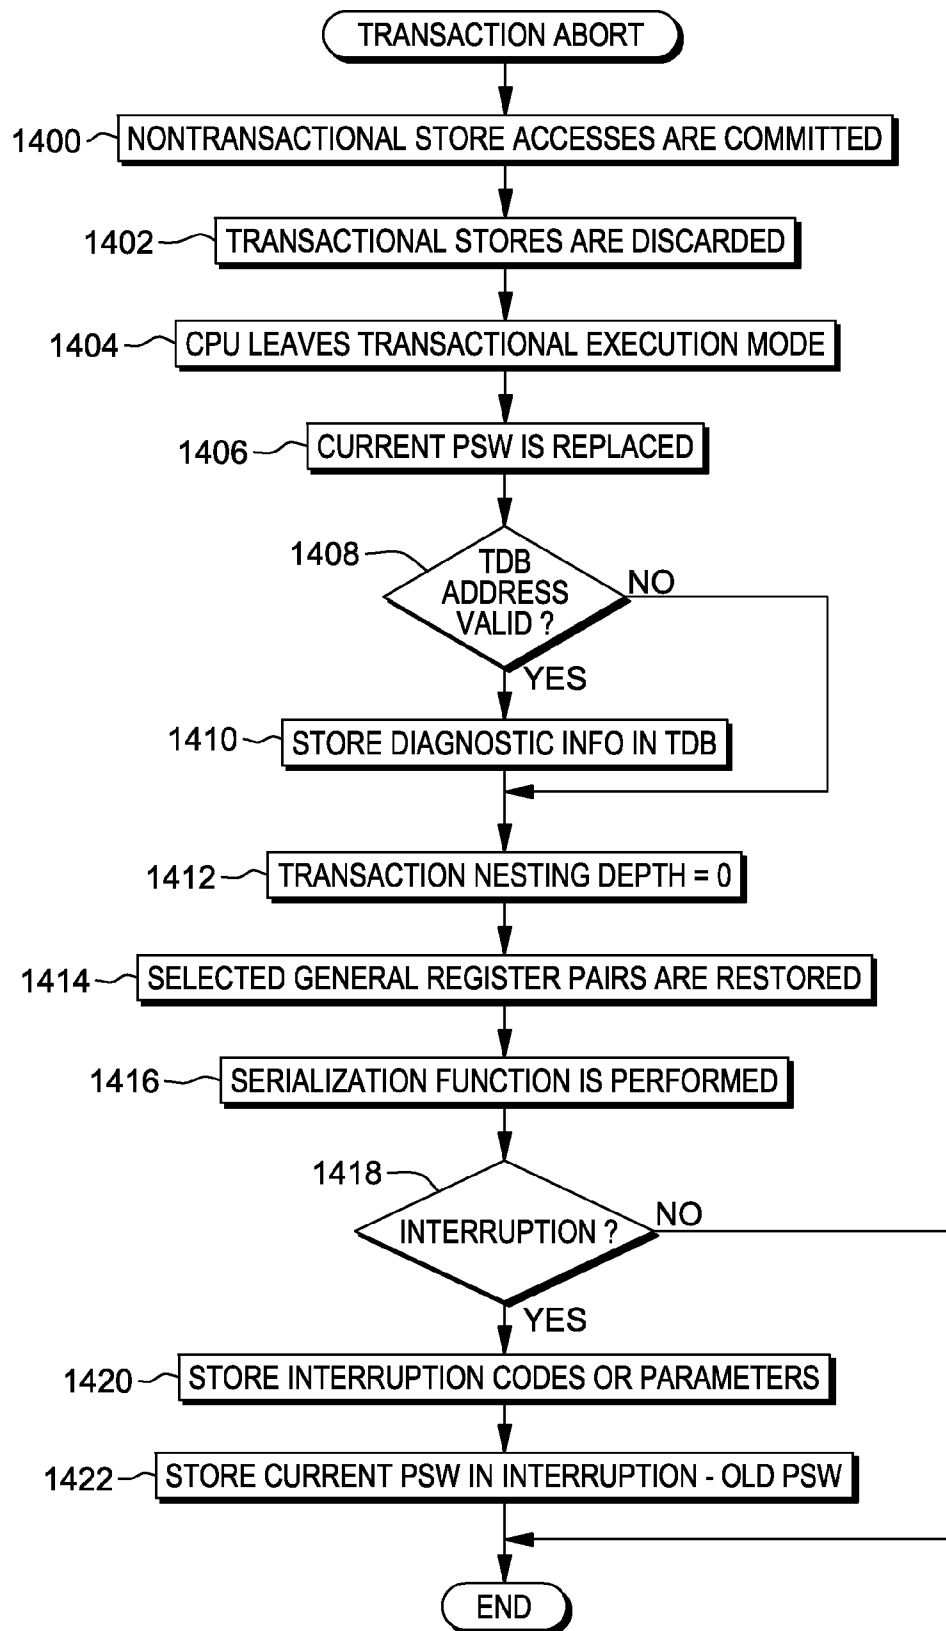 TRANSACTION ABORT
1400
NONTRANSACTIONAL STORE ACCESSES ARE COMMITTED
1402
TRANSACTIONAL STORES ARE DISCARDED
1404
CPU LEAVES TRANSACTIONAL EXECUTION MODE
1406
CURRENT PSW IS REPLACED
1408
TDB
ADDRESS
VALID ?
NO
YES
1410
STORE DIAGNOSTIC INFO IN TDB
1412
TRANSACTION NESTING DEPTH = 0
1414
SELECTED GENERAL REGISTER PAIRS ARE RESTORED
1416
SERIALIZATION FUNCTION IS PERFORMED
1418
INTERRUPTION ?
NO
YES
1420
STORE INTERRUPTION CODES OR PARAMETERS
1422
STORE CURRENT PSW IN INTERRUPTION - OLD PSW
END